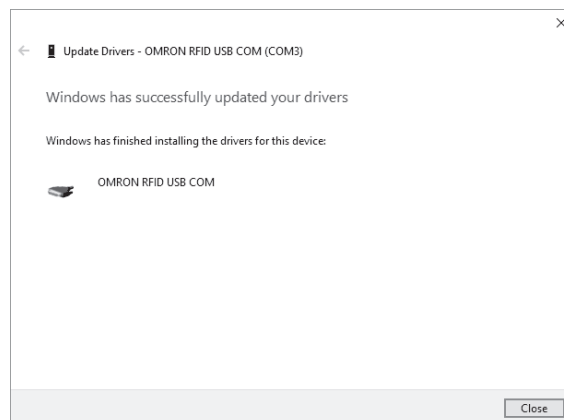 Update Drivers - OMRON RFID USB COM (COM3)
Windows has successfully updated your drivers
Windows has finished installing the drivers for this device:
OMRON RFID USB COM
Close